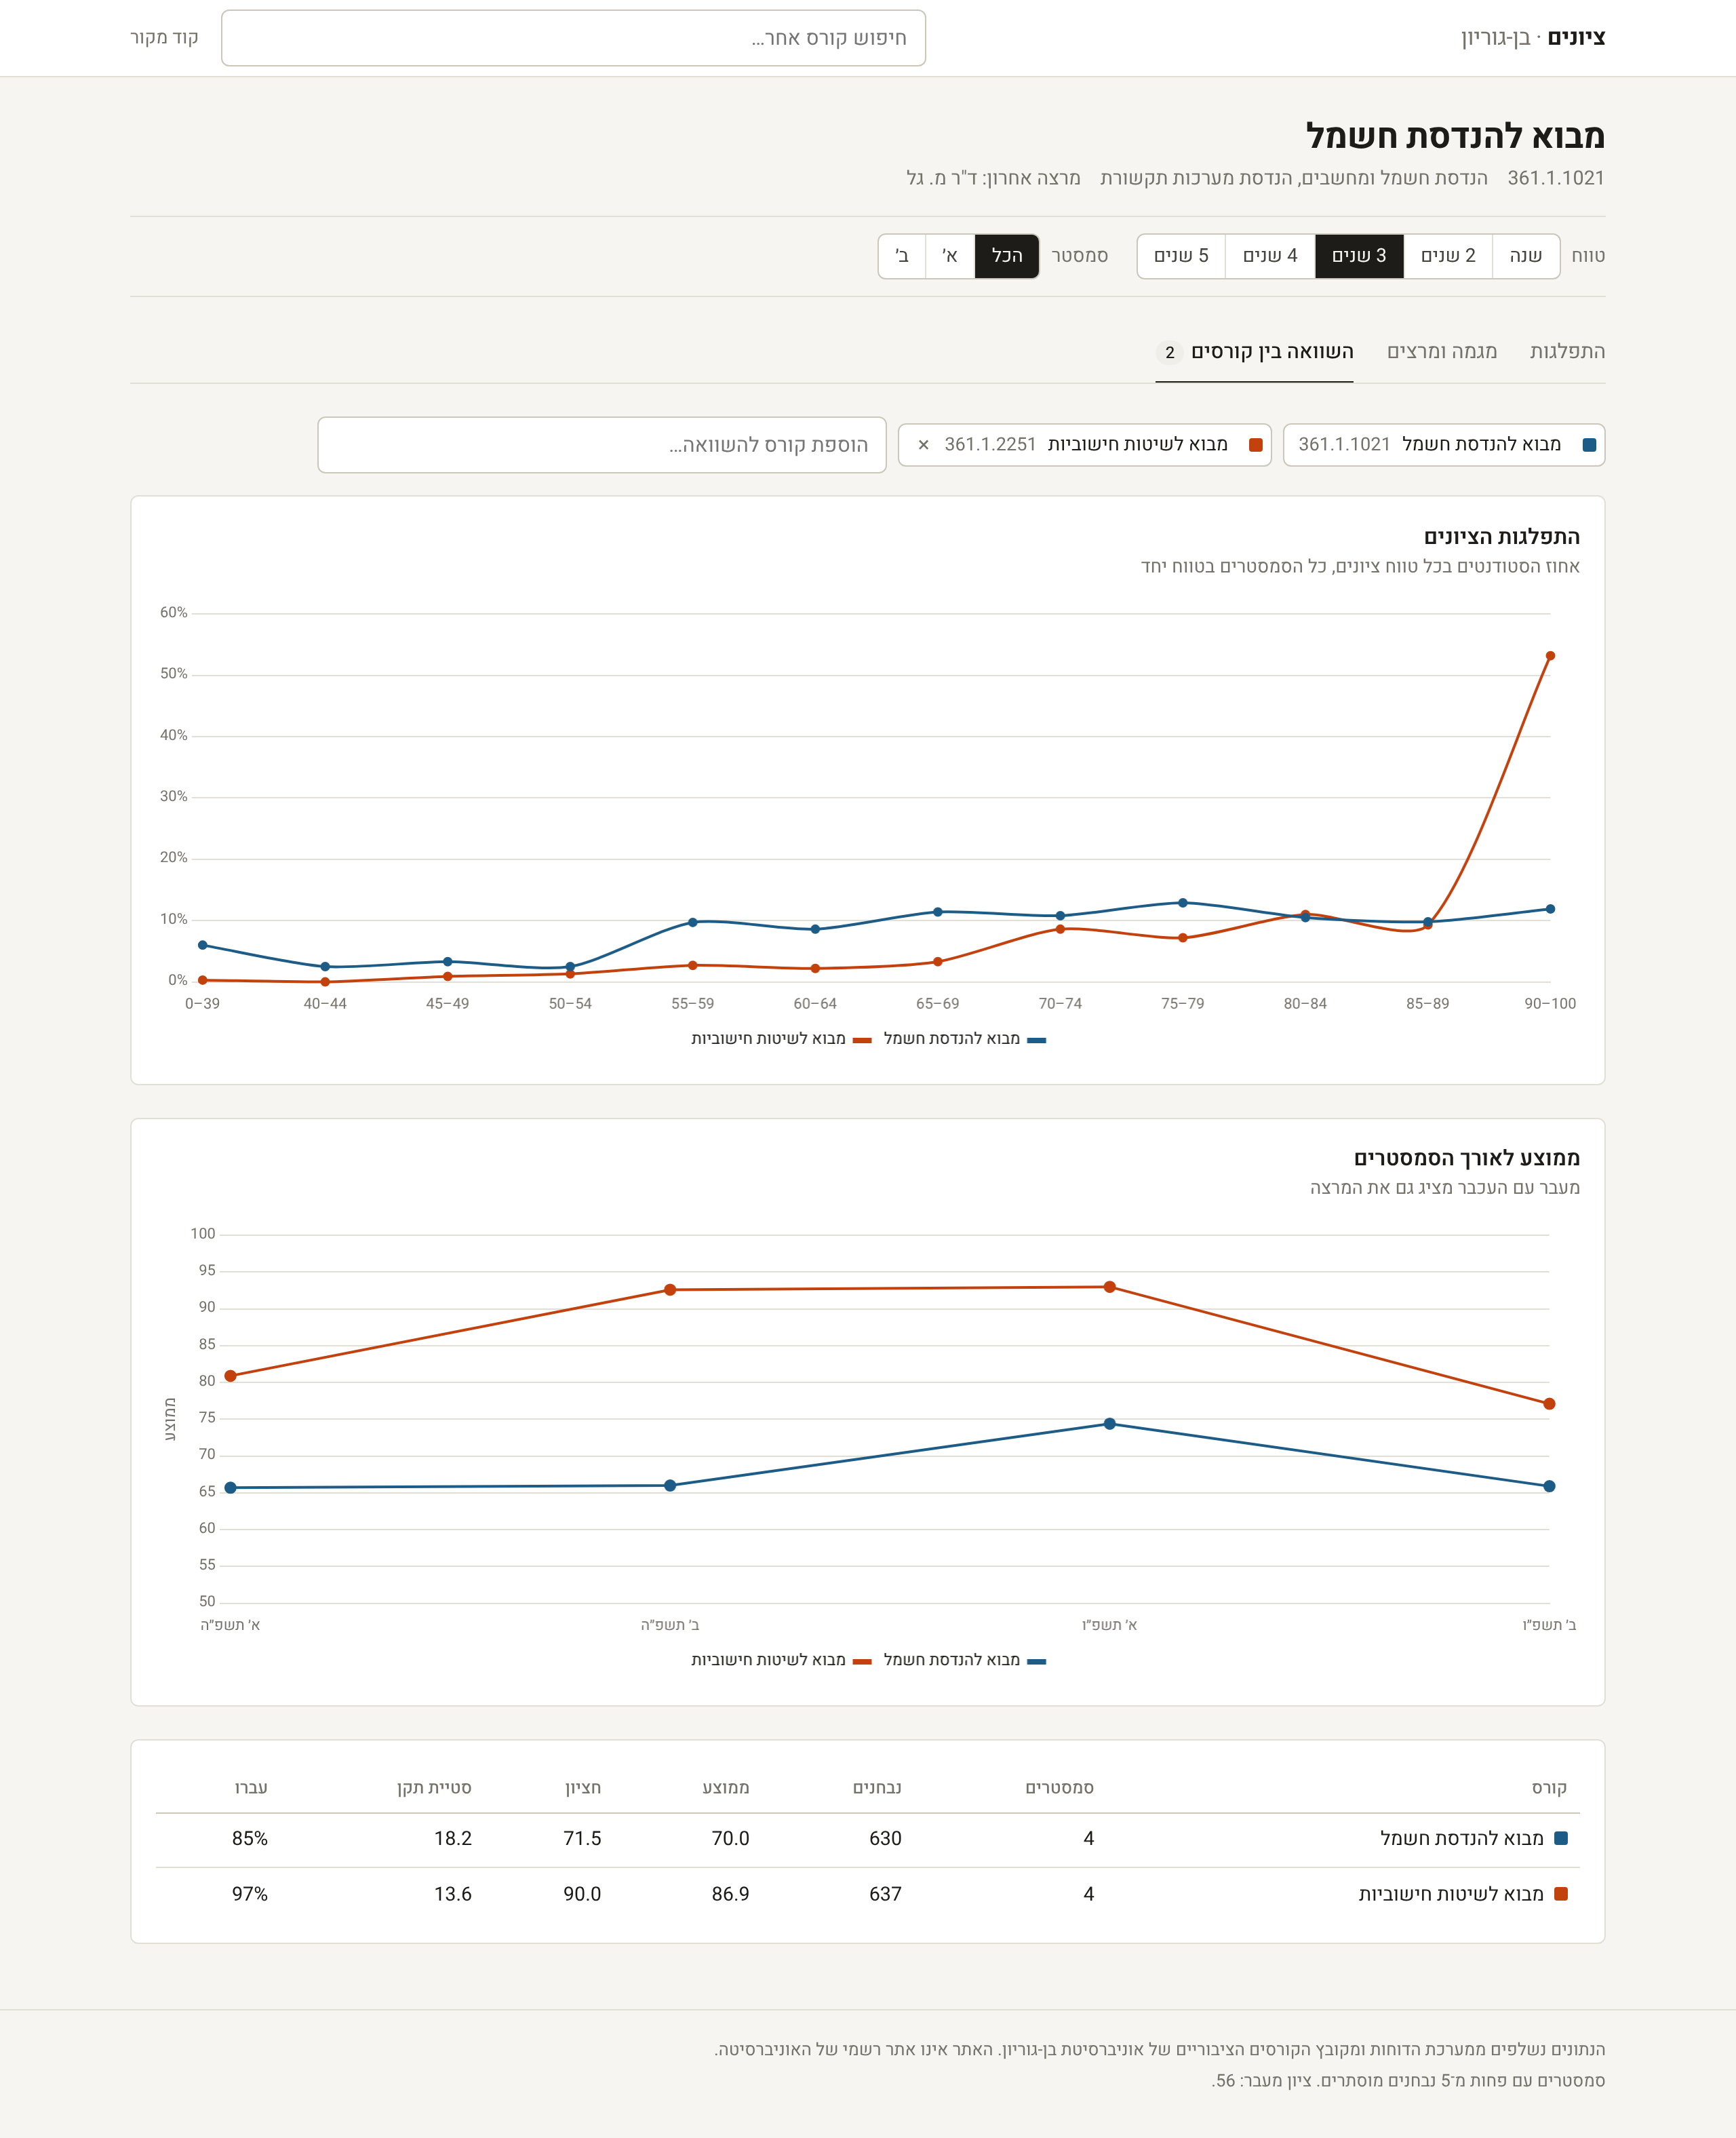 ציונים · בן-גוריון
חיפוש קורס אחר...
קוד מקור
מבוא להנדסת חשמל
361.1.1021 הנדסת חשמל ומחשבים, הנדסת מערכות תקשורת מרצה אחרון: ד"ר מ. גל
טווח שנה 2 שנים 3 שנים 4 שנים 5 שנים סמסטר הכל א׳ ב׳
התפלגות מגמה ומרצים השוואה בין קורסים 2
מבוא להנדסת חשמל 361.1.1021 מבוא לשיטות חישוביות 361.1.2251 × הוספת קורס להשוואה...
התפלגות הציונים
אחוז הסטודנטים בכל טווח ציונים, כל הסמסטרים בטווח יחד
60%
50%
40%
30%
20%
10%
0%
0–39 40–44 45–49 50–54 55–59 60–64 65–69 70–74 75–79 80–84 85–89 90–100
מבוא להנדסת חשמל מבוא לשיטות חישוביות
ממוצע לאורך הסמסטרים
מעבר עם העכבר מציג גם את המרצה
100
95
90
85
80
75
70
65
60
55
50
ממוצע
א׳ תשפ״ה ב׳ תשפ״ה א׳ תשפ״ו ב׳ תשפ״ו
מבוא להנדסת חשמל מבוא לשיטות חישוביות
קורס סמסטרים נבחנים ממוצע חציון סטיית תקן עברו
מבוא להנדסת חשמל 4 630 70.0 71.5 18.2 85%
מבוא לשיטות חישוביות 4 637 86.9 90.0 13.6 97%
הנתונים נשלפים ממערכת הדוחות ומקובץ הקורסים הציבוריים של אוניברסיטת בן-גוריון. האתר אינו אתר רשמי של האוניברסיטה.
סמסטרים עם פחות מ־5 נבחנים מוסתרים. ציון מעבר: 56.